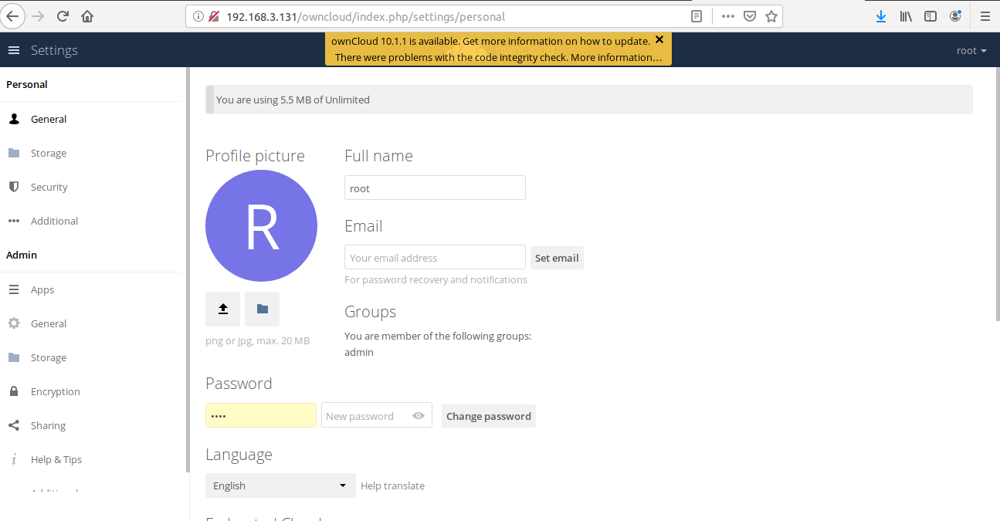 192.168.3.131/owncloud/index.php/settings/personal
Settings
ownCloud 10.1.1 is available. Get more information on how to update.
There were problems with the code integrity check. More information…
root
Personal
General
Storage
Security
Additional
Admin
Apps
General
Storage
Encryption
Sharing
Help & Tips
You are using 5.5 MB of Unlimited
Profile picture
R
png or jpg, max. 20 MB
Full name
root
Email
Your email address
Set email
For password recovery and notifications
Groups
You are member of the following groups:
admin
Password
•••• New password Change password
Language
English Help translate